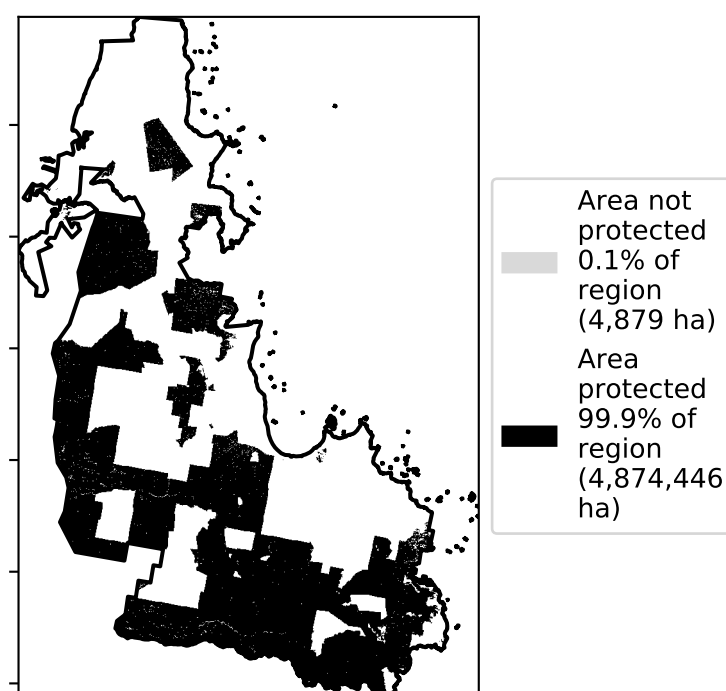 Area not
protected
0.1% of
region
(4,879 ha)
Area
protected
99.9% of
region
(4,874,446
ha)